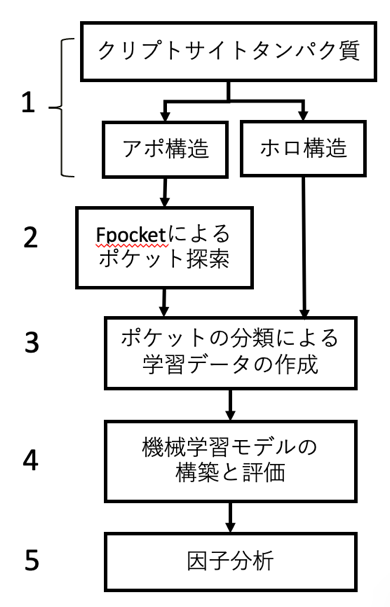 1
クリプトサイトタンパク質
アポ構造
ホロ構造
2
Fpocketによる
ポケット探索
3
ポケットの分類による
学習データの作成
4
機械学習モデルの
構築と評価
5
因子分析